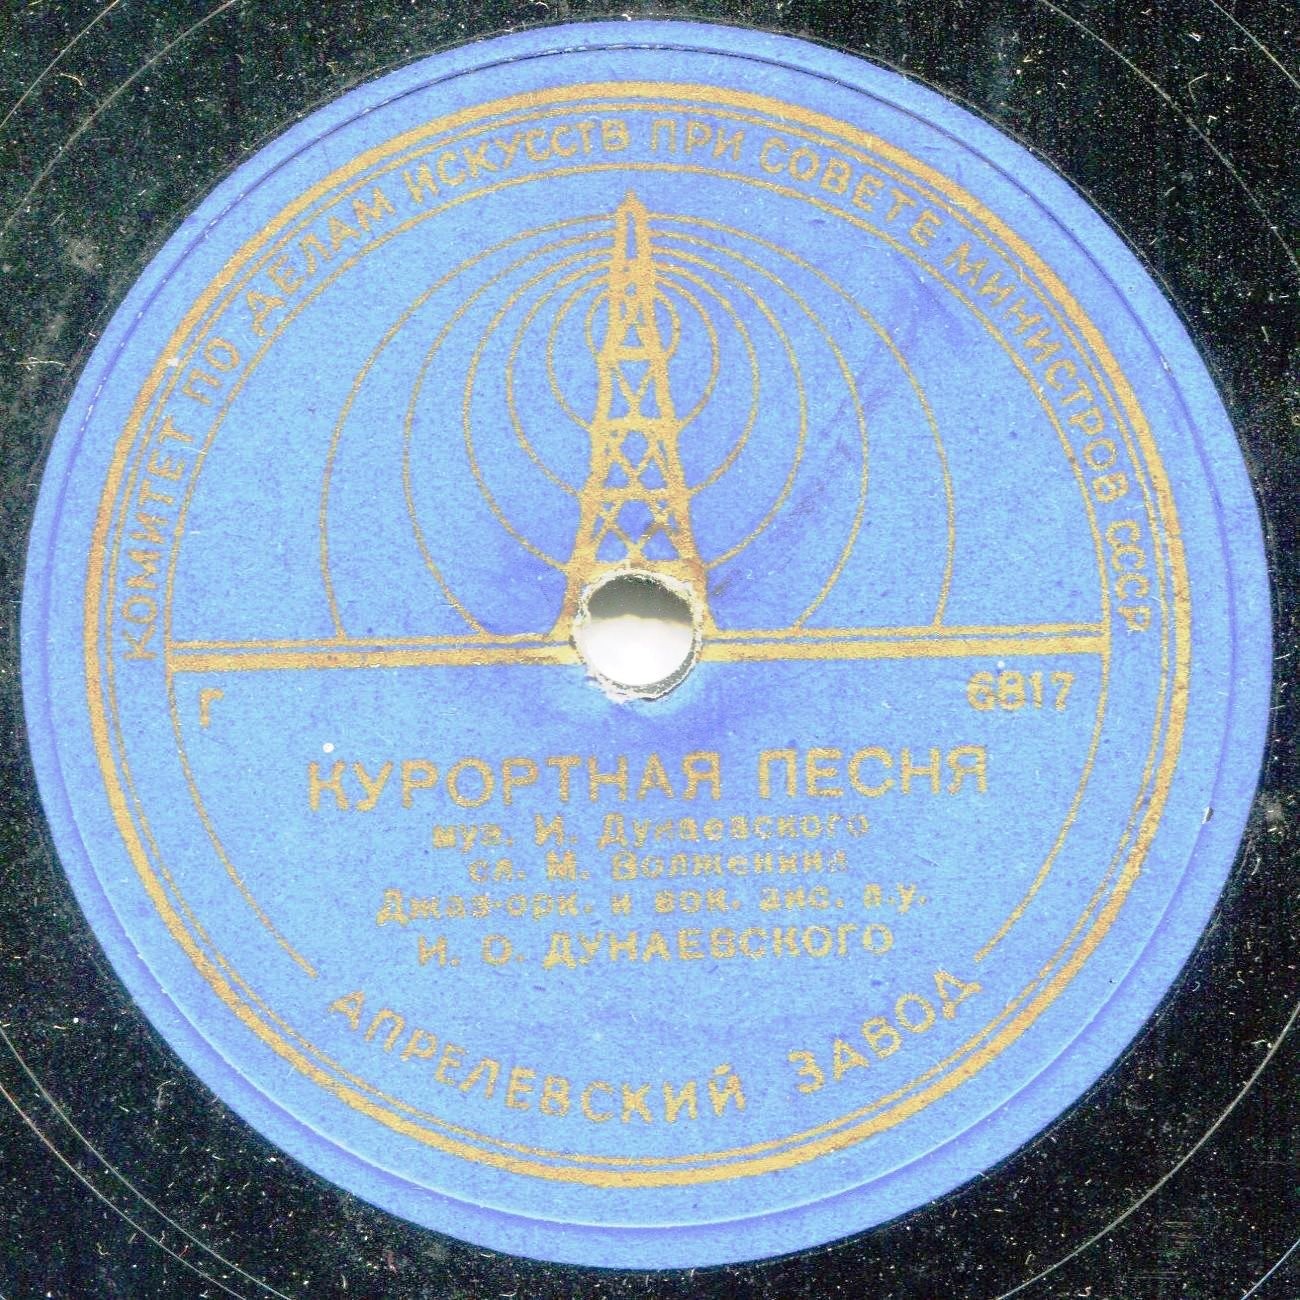 КОМИТЕТ ПО ДЕЛАМ ИСКУССТВ ПРИ СОВЕТЕ МИНИСТРОВ СССР
Г 6817
КУРОРТНАЯ ПЕСНЯ
муз. И. Дунаевского
сл. М. Волженина
Джаз-орк. и вок. анс. п.у.
И. О. ДУНАЕВСКОГО
АПРЕЛЕВСКИЙ ЗАВОД